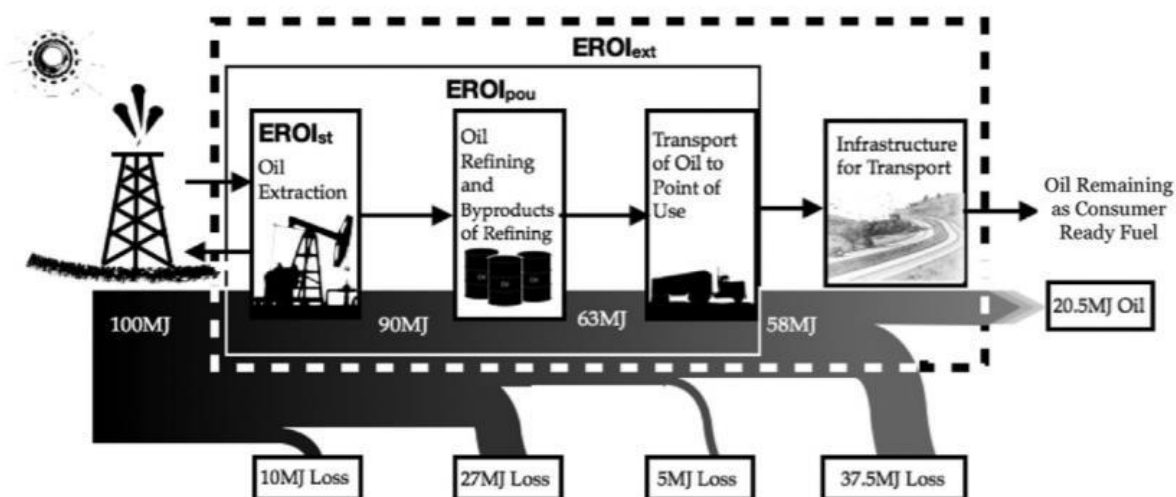 EROIext
EROIpou
EROIst
Oil
Extraction
Oil
Refining
and
Byproducts
of Refining
Transport
of Oil to
Point of
Use
Infrastructure
for Transport
Oil Remaining
as Consumer
Ready Fuel
100MJ
90MJ
63MJ
58MJ
20.5MJ Oil
10MJ Loss
27MJ Loss
5MJ Loss
37.5MJ Loss